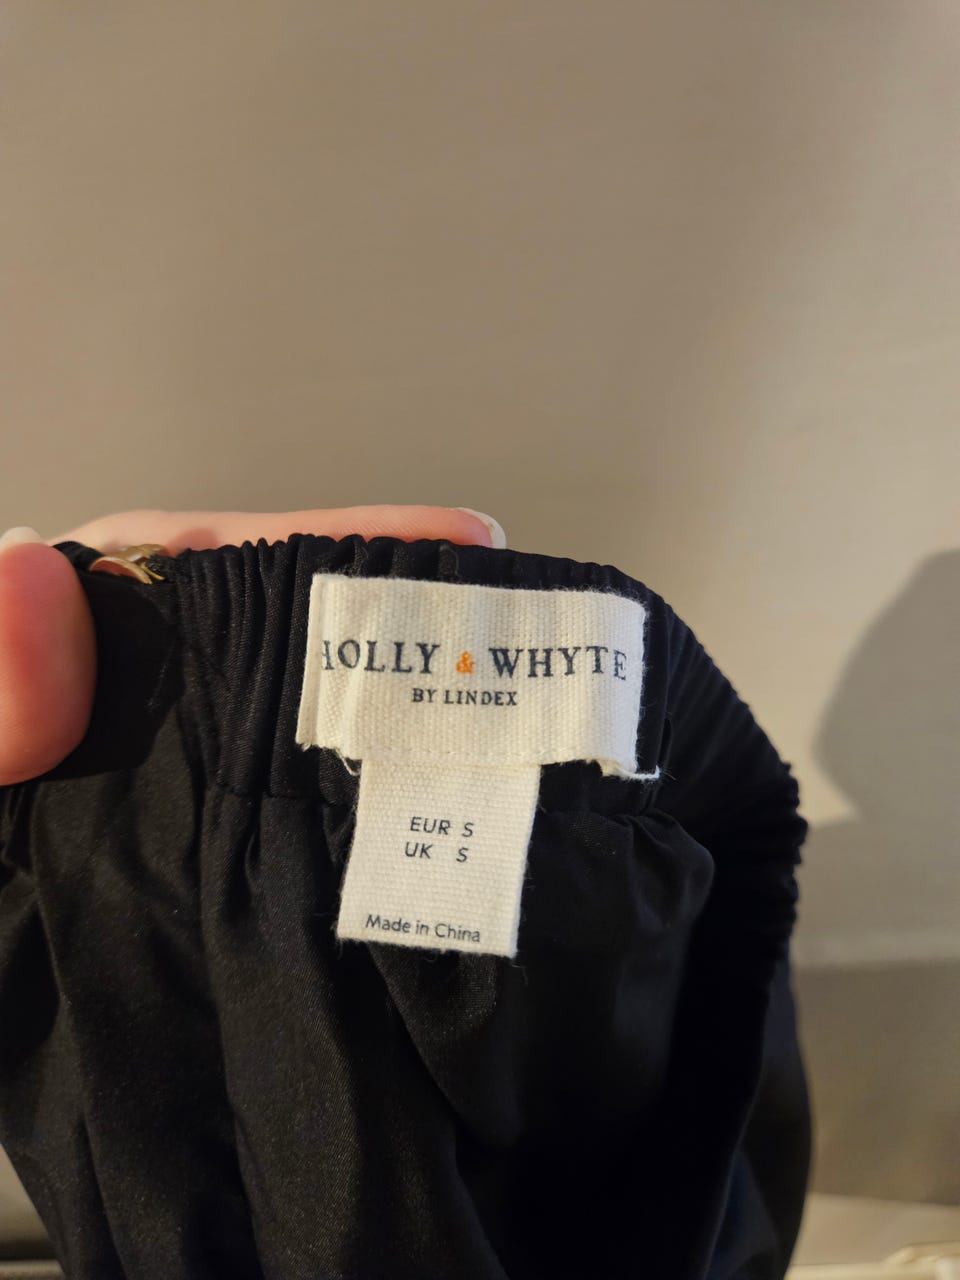 HOLLY & WHYTE
BY LINDEX
EUR S
UK S
Made in China